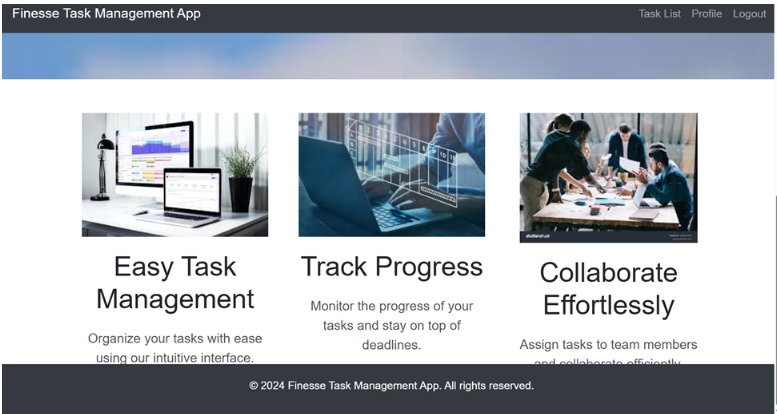 Finesse Task Management App
Task List Profile Logout
Easy Task
Management
Organize your tasks with ease
using our intuitive interface.
Track Progress
Monitor the progress of your
tasks and stay on top of
deadlines.
Collaborate
Effortlessly
Assign tasks to team members
and collaborate efficiently
© 2024 Finesse Task Management App. All rights reserved.